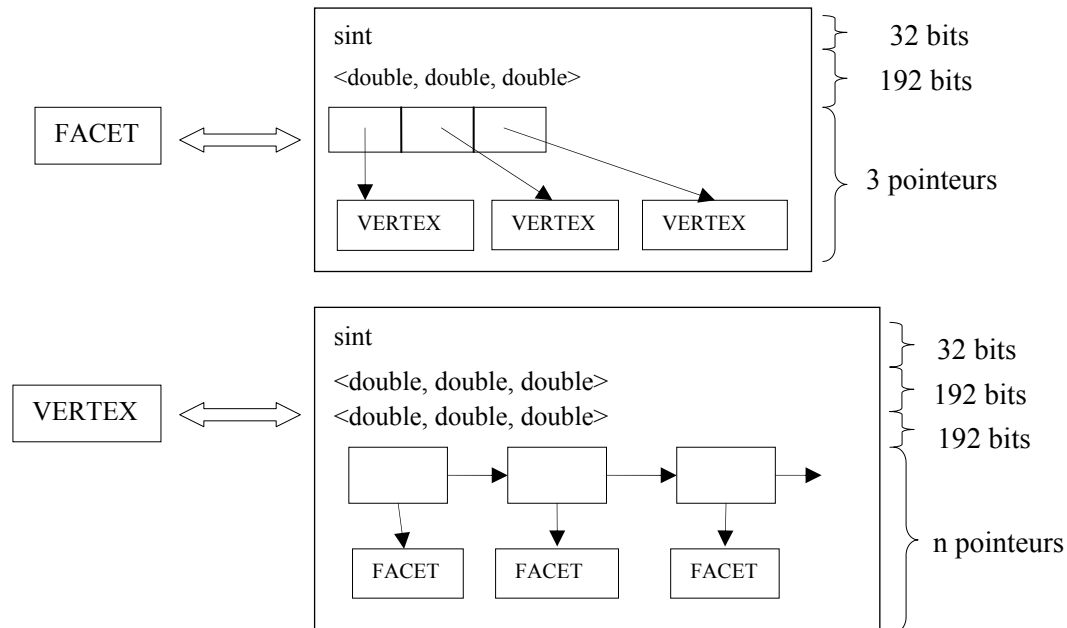 sint
32 bits
<double, double, double>
192 bits
FACET
3 pointeurs
VERTEX VERTEX VERTEX
sint
32 bits
<double, double, double>
192 bits
VERTEX
<double, double, double>
192 bits
n pointeurs
FACET FACET FACET